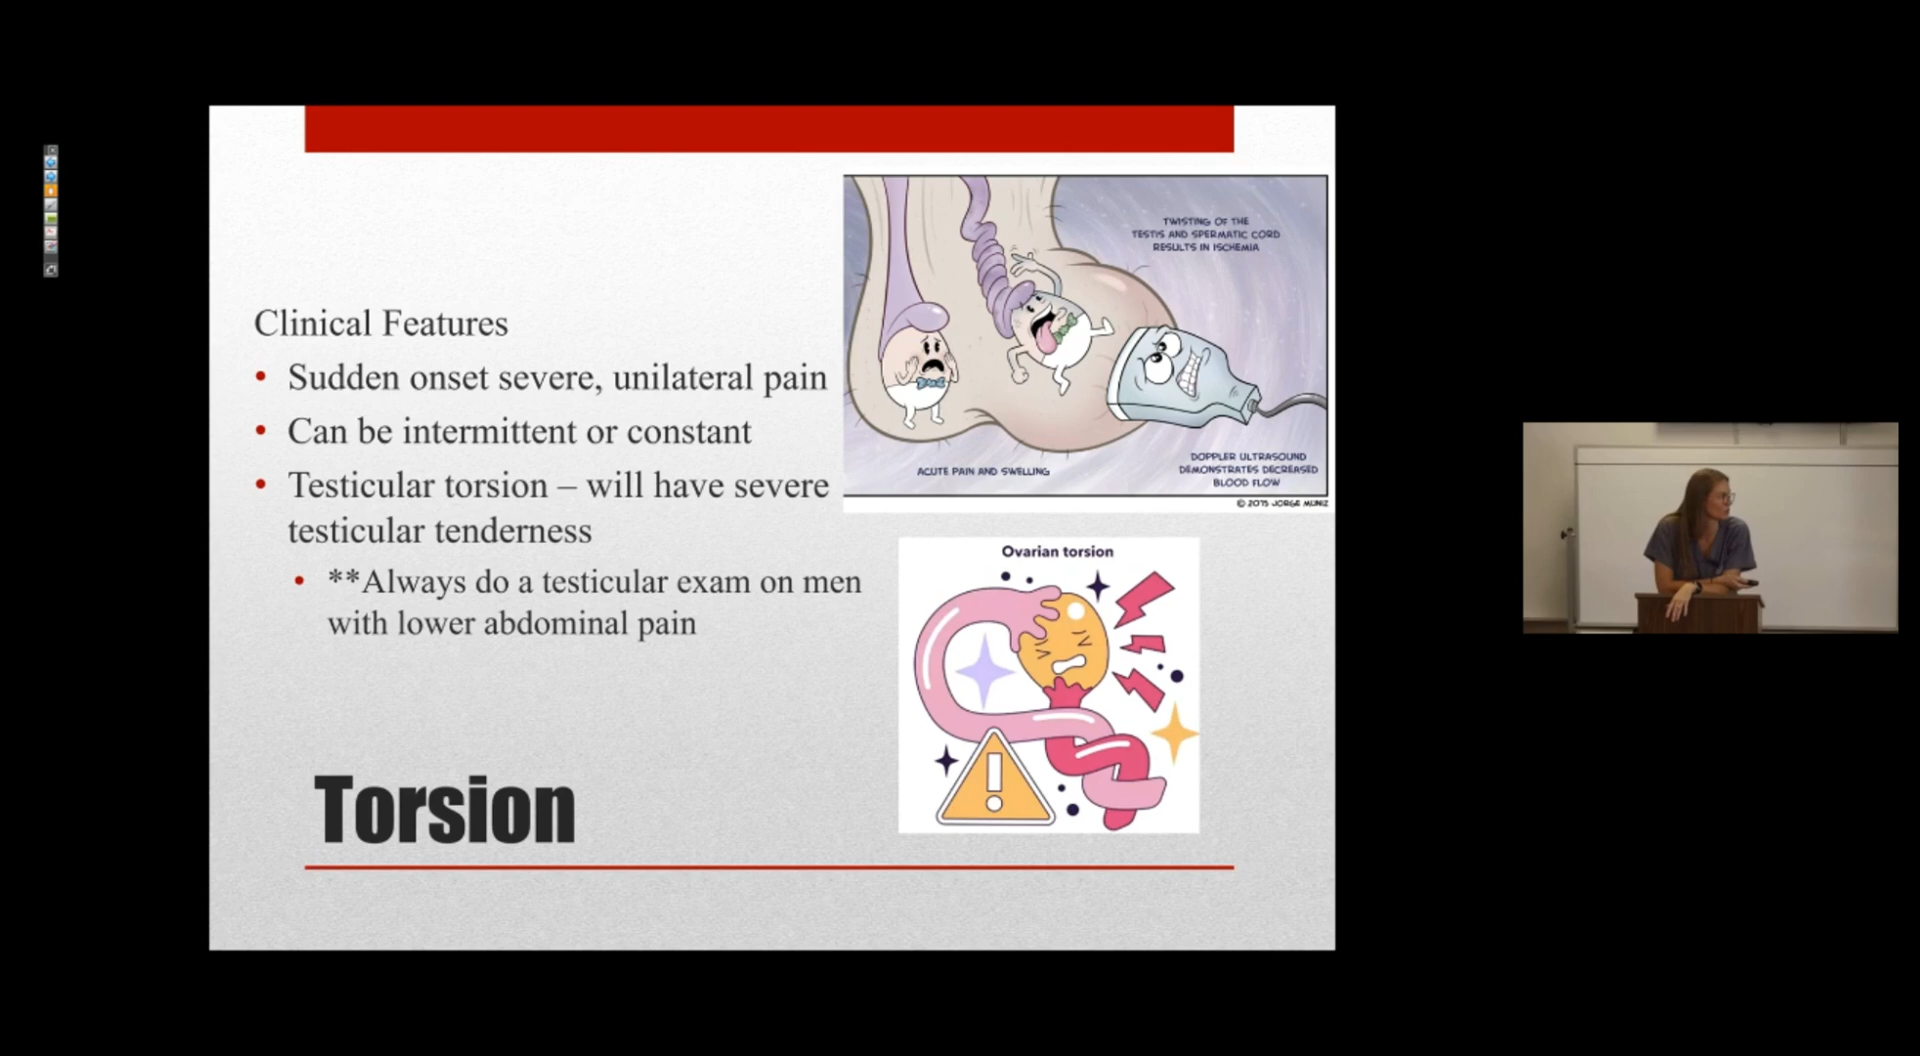 TWISTING OF THE
TESTIS AND SPERMATIC CORD
RESULTS IN ISCHEMIA
Clinical Features
• Sudden onset severe, unilateral pain
• Can be intermittent or constant
• Testicular torsion – will have severe
testicular tenderness
• **Always do a testicular exam on men
with lower abdominal pain
ACUTE PAIN AND SWELLING
DOPPLER ULTRASOUND
DEMONSTRATES DECREASED
BLOOD FLOW
© 2015 JORGE MUNIZ
Ovarian torsion
!
Torsion